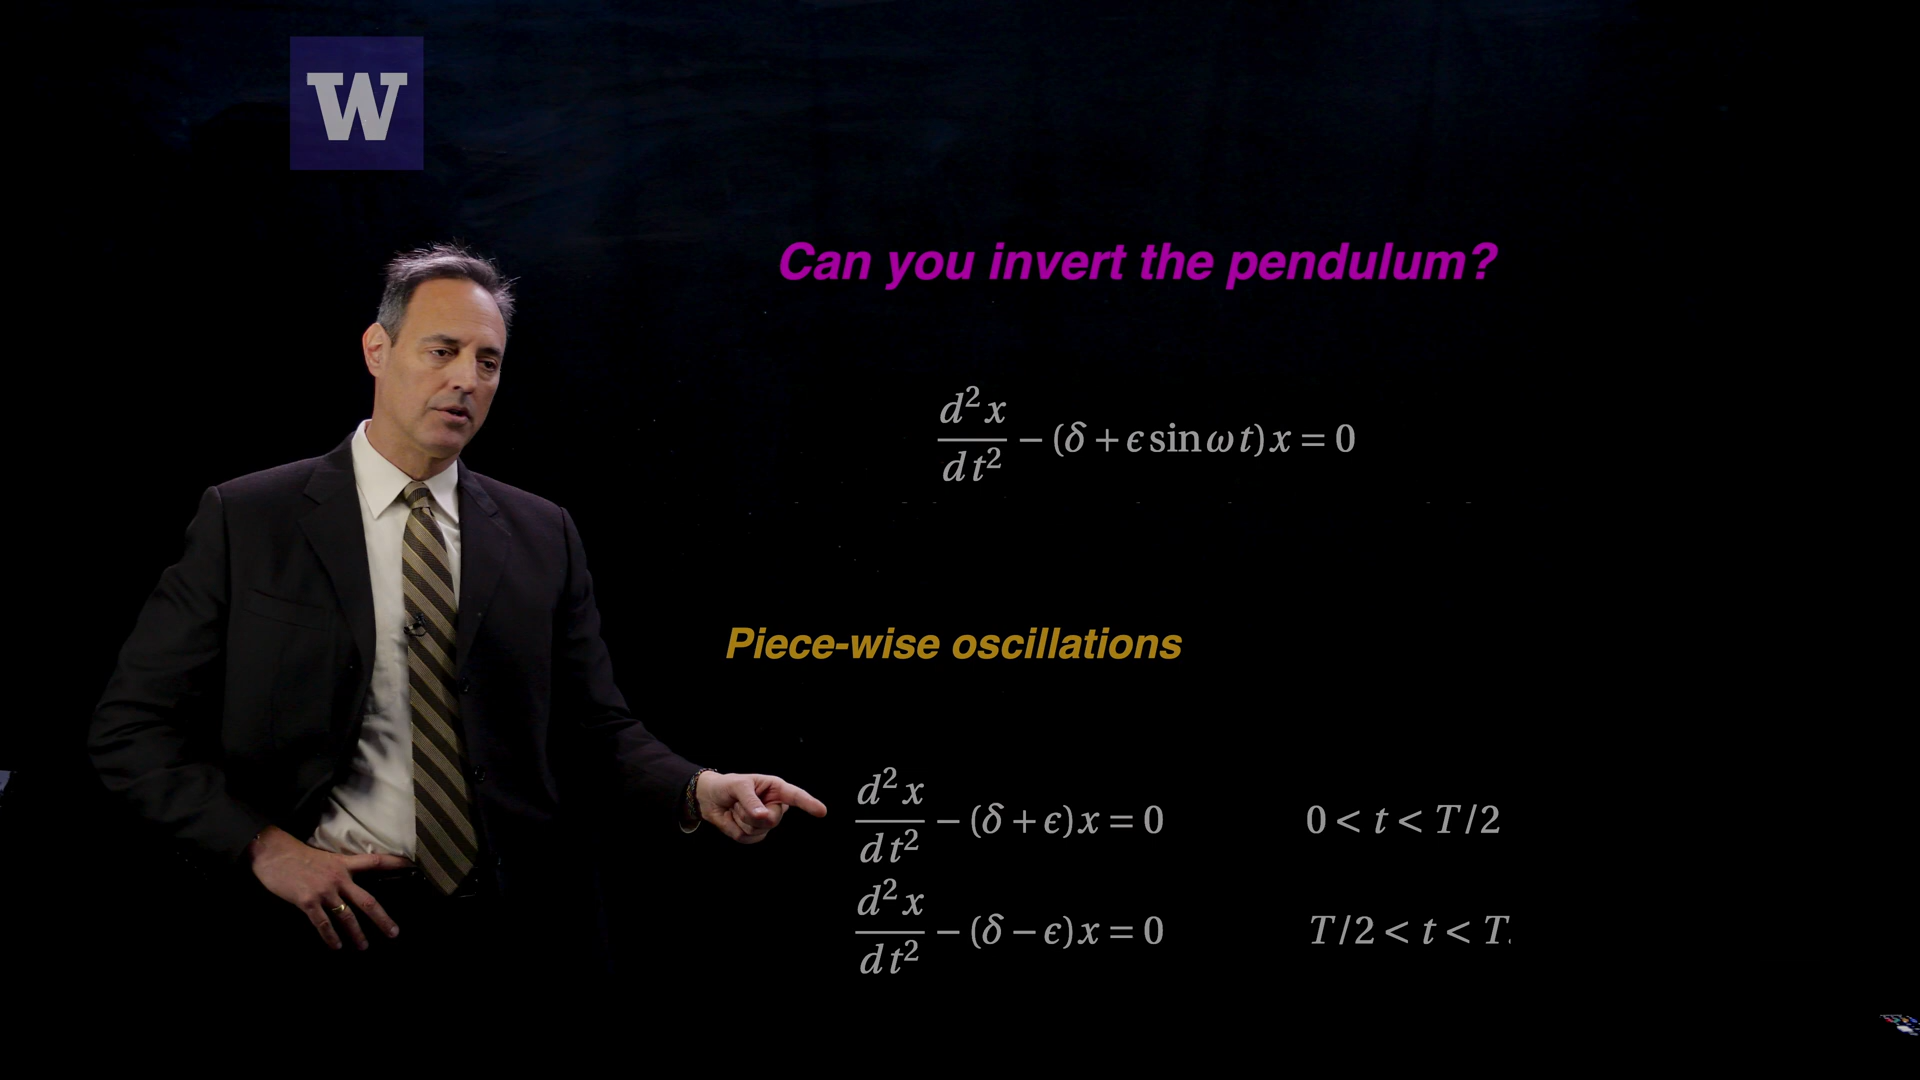 W
Can you invert the pendulum?
d²x/dt² − (δ + ϵ sin ω t) x = 0
Piece-wise oscillations
d²x/dt² − (δ + ϵ) x = 0    0 < t < T/2
d²x/dt² − (δ − ϵ) x = 0    T/2 < t < T.